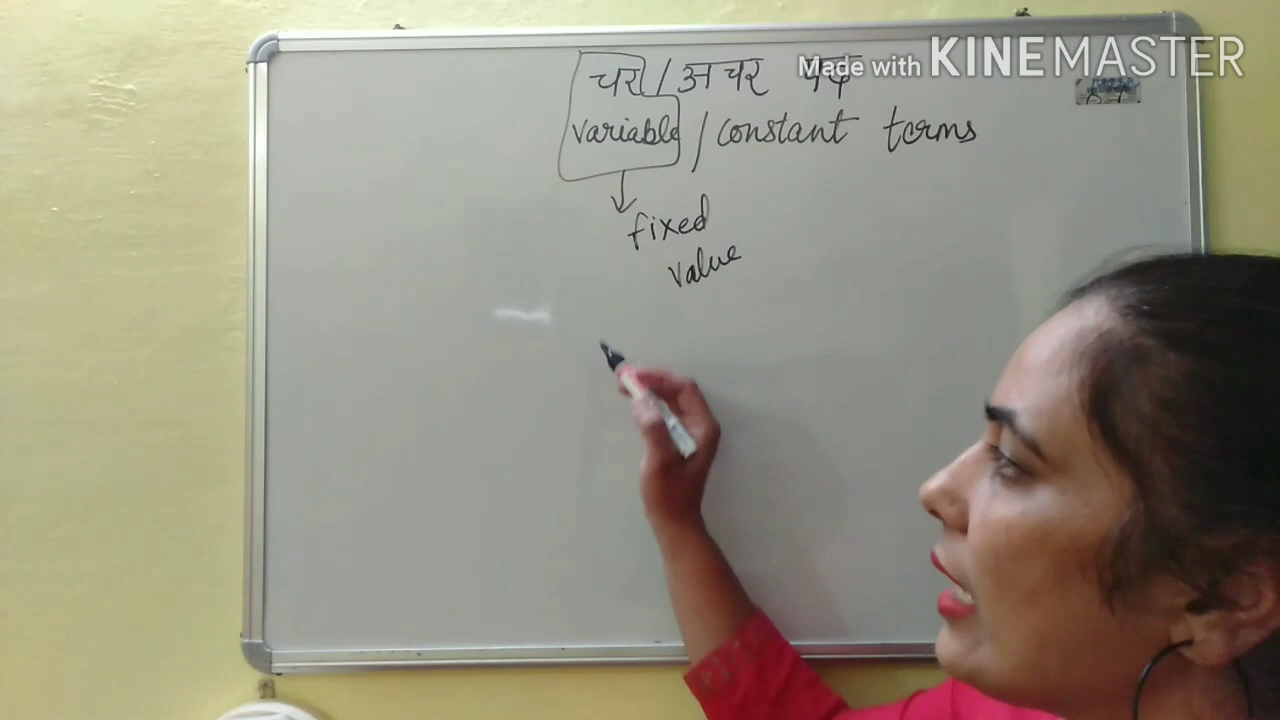 Made with KINEMASTER
चर / अचर पद
variable / constant terms
fixed
value